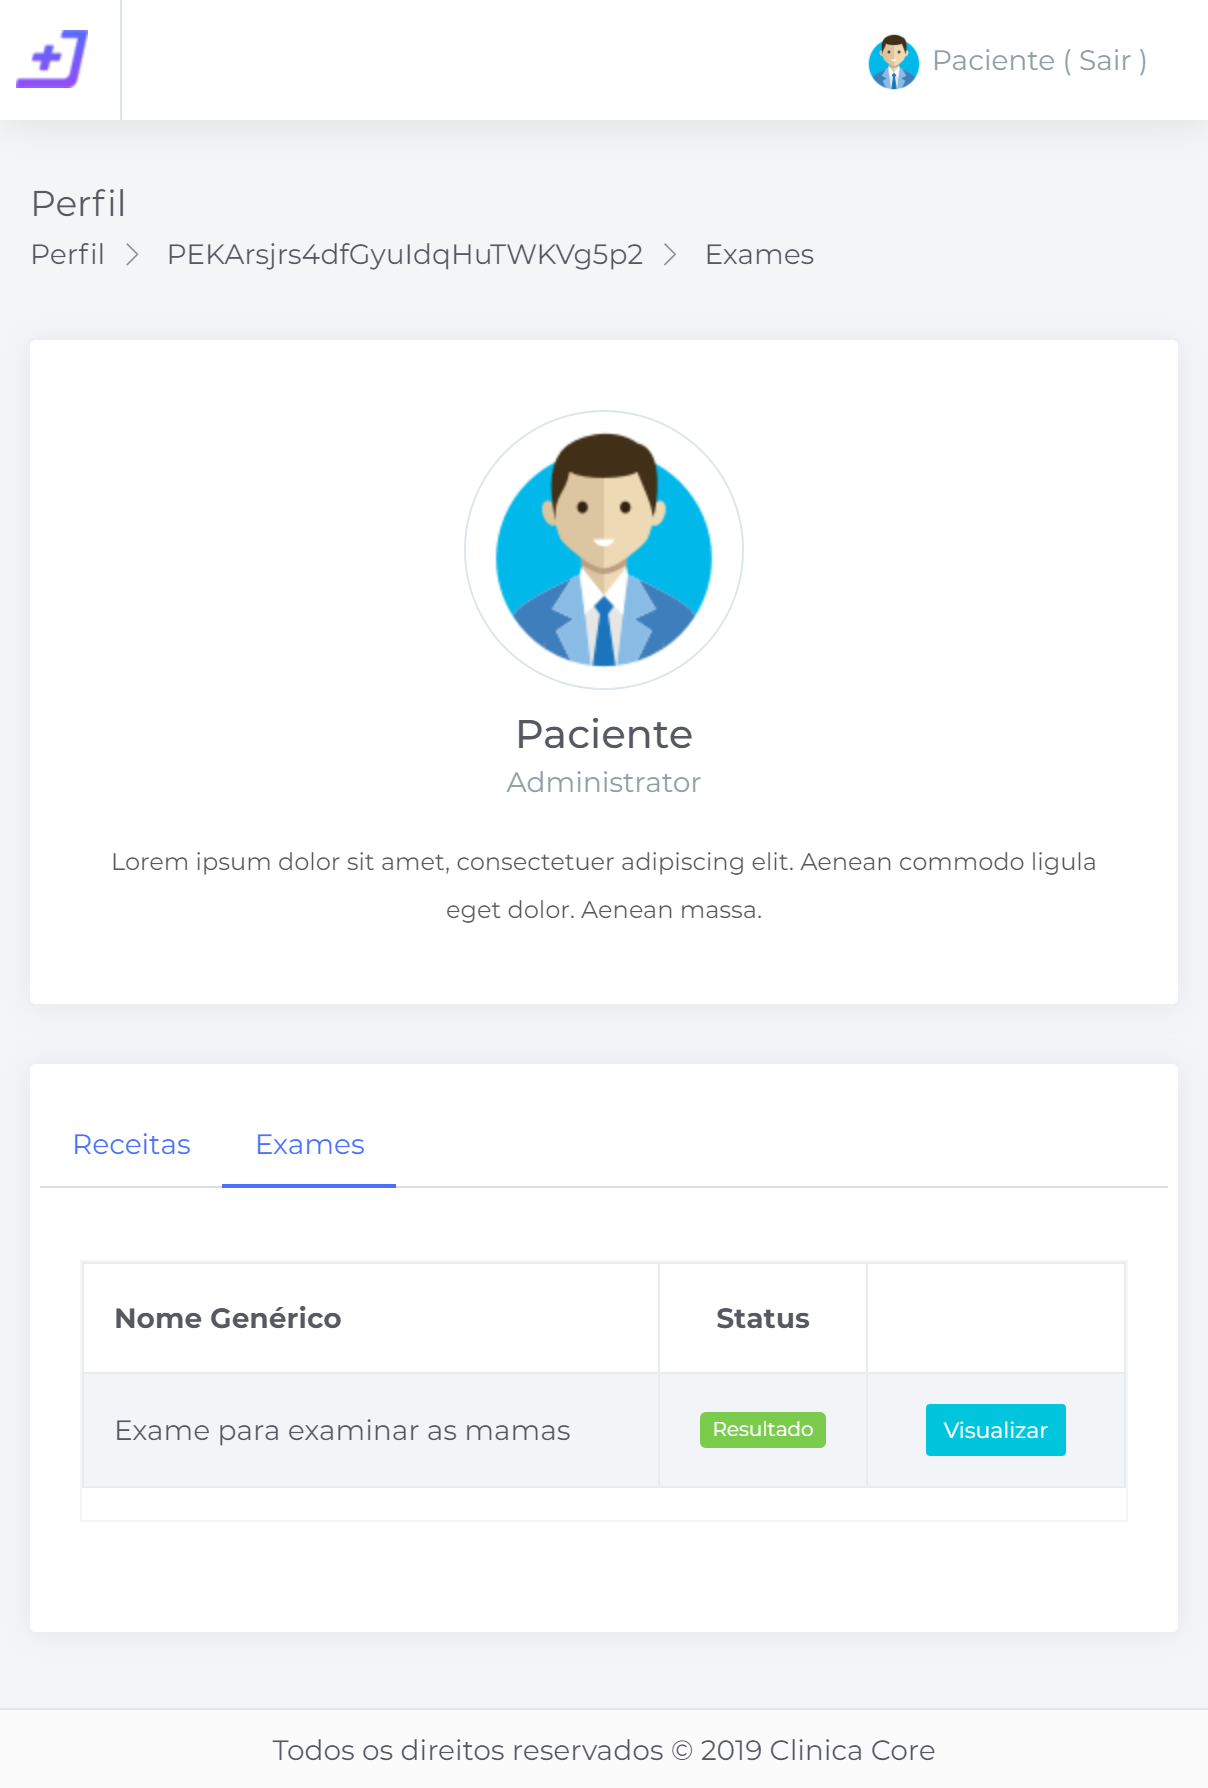 Paciente ( Sair )
Perfil
Perfil > PEKArsjrs4dfGyuIdqHuTWKVg5p2 > Exames
Paciente
Administrator
Lorem ipsum dolor sit amet, consectetuer adipiscing elit. Aenean commodo ligula
eget dolor. Aenean massa.
Receitas Exames
Nome Genérico Status
Exame para examinar as mamas Resultado Visualizar
Todos os direitos reservados © 2019 Clinica Core